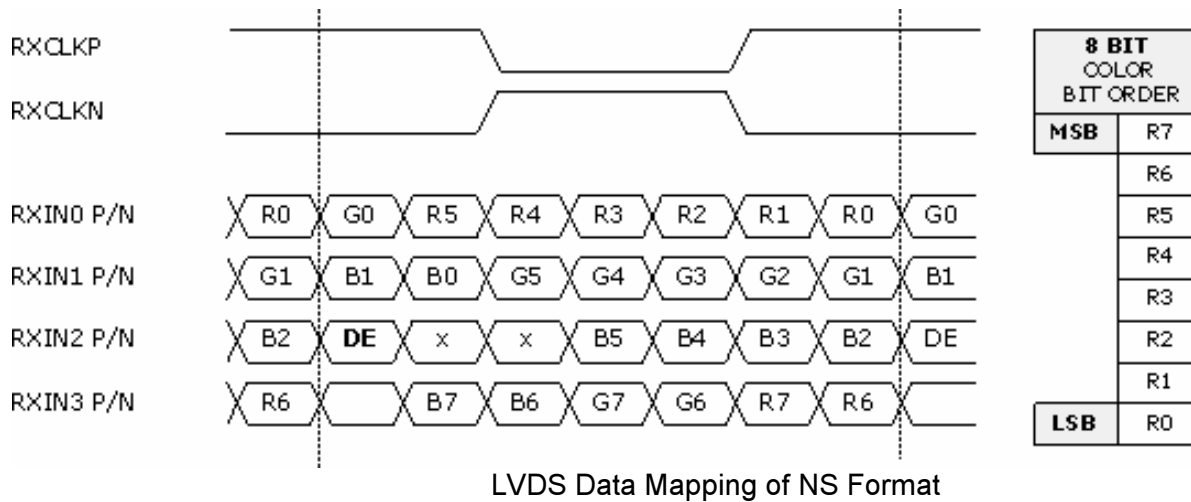 RXCLKP
RXCLKN
RXIN0 P/N R0 G0 R5 R4 R3 R2 R1 R0 G0
RXIN1 P/N G1 B1 B0 G5 G4 G3 G2 G1 B1
RXIN2 P/N B2 DE x x B5 B4 B3 B2 DE
RXIN3 P/N R6 B7 B6 G7 G6 R7 R6
8 BIT
COLOR
BIT ORDER
MSB R7
R6
R5
R4
R3
R2
R1
LSB R0
LVDS Data Mapping of NS Format